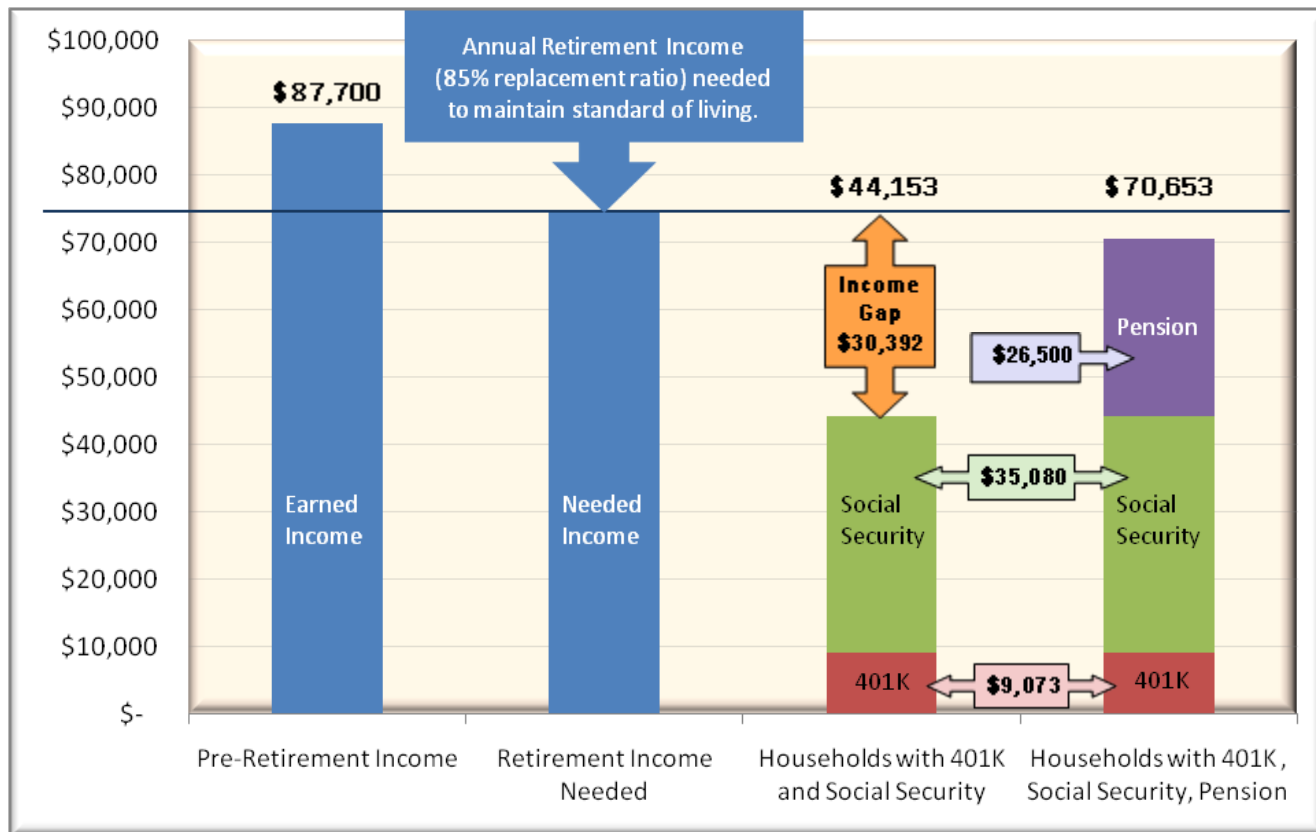 $100,000
$90,000
$80,000
$70,000
$60,000
$50,000
$40,000
$30,000
$20,000
$10,000
$-
Annual Retirement Income
(85% replacement ratio) needed
to maintain standard of living.
$87,700
Earned
Income
Needed
Income
$44,153
Income
Gap
$30,392
Social
Security
401K
$70,653
Pension
$26,500
$35,080
Social
Security
$9,073
401K
Pre-Retirement Income
Retirement Income
Needed
Households with 401K
and Social Security
Households with 401K ,
Social Security, Pension